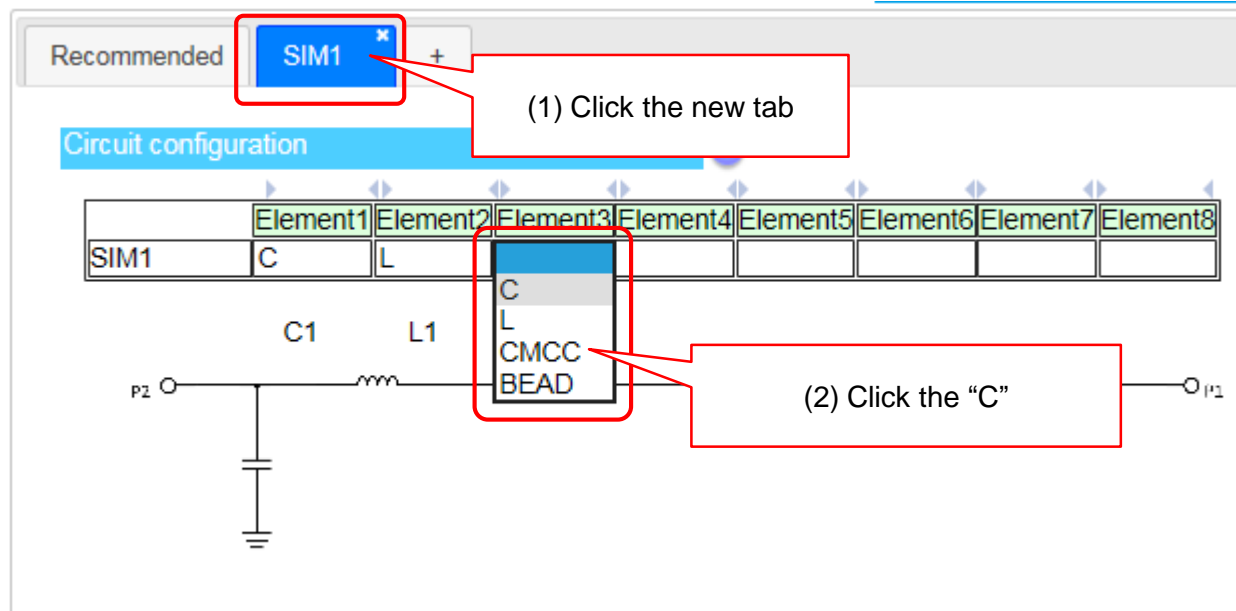 Recommended SIM1 × +
(1) Click the new tab
Circuit configuration
Element1 Element2 Element3 Element4 Element5 Element6 Element7 Element8
SIM1 C L
C
L
CMCC
BEAD
C1 L1
(2) Click the “C”
P2 P1